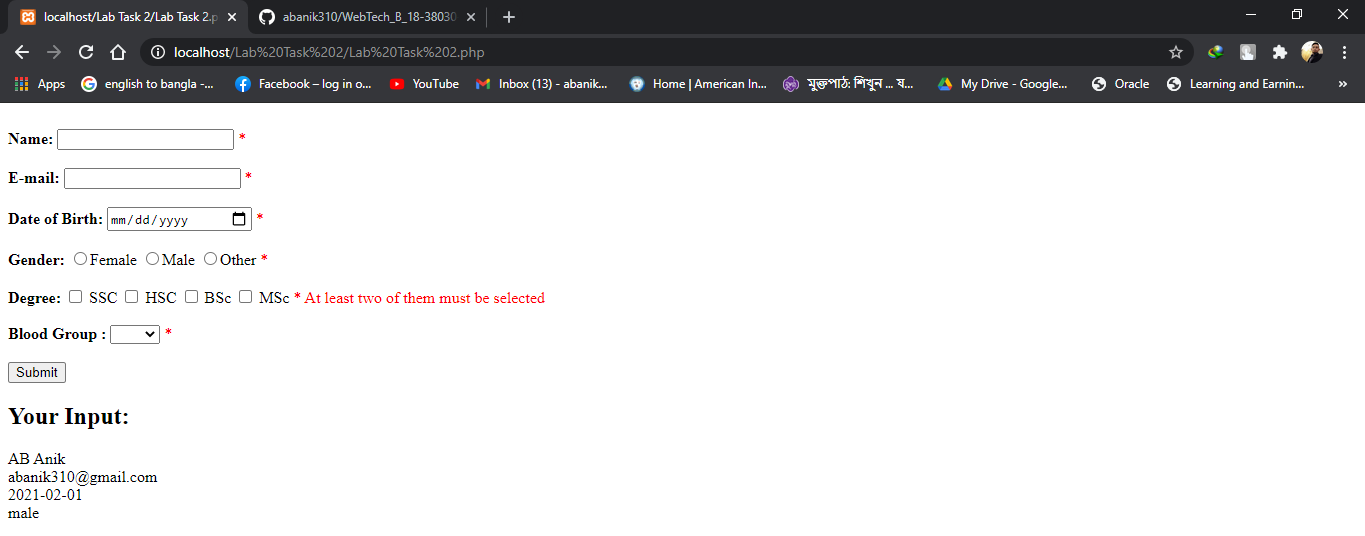 localhost/Lab Task 2/Lab Task 2.p
abanik310/WebTech_B_18-38030
localhost/Lab%20Task%202/Lab%20Task%202.php
Apps english to bangla -... Facebook – log in o... YouTube Inbox (13) - abanik... Home | American In... মুক্তপাঠ: শিখুন ... য... My Drive - Google... Oracle Learning and Earnin... »
Name: *
E-mail: *
Date of Birth: mm/dd/yyyy *
Gender: Female Male Other *
Degree: SSC HSC BSc MSc * At least two of them must be selected
Blood Group : *
Submit
Your Input:
AB Anik
abanik310@gmail.com
2021-02-01
male